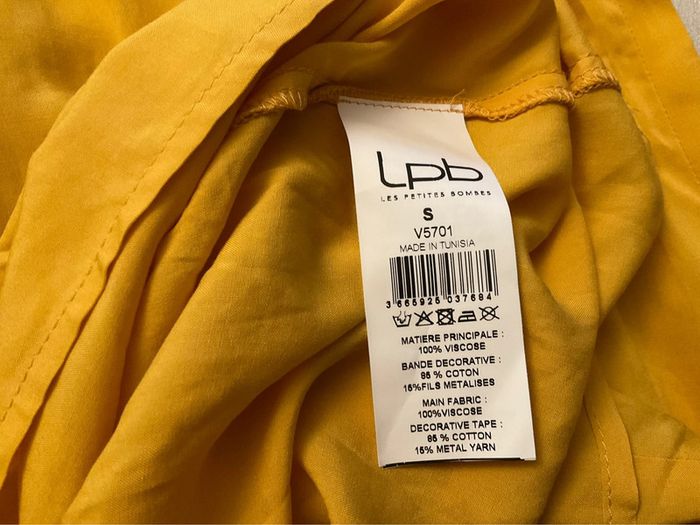 Lpb
LES PETITES BOMBES
S
V5701
MADE IN TUNISIA
3 665925 037684
MATIERE PRINCIPALE :
100% VISCOSE
BANDE DECORATIVE :
85 % COTON
15%FILS METALISES
MAIN FABRIC :
100%VISCOSE
DECORATIVE TAPE :
85 % COTTON
15% METAL YARN